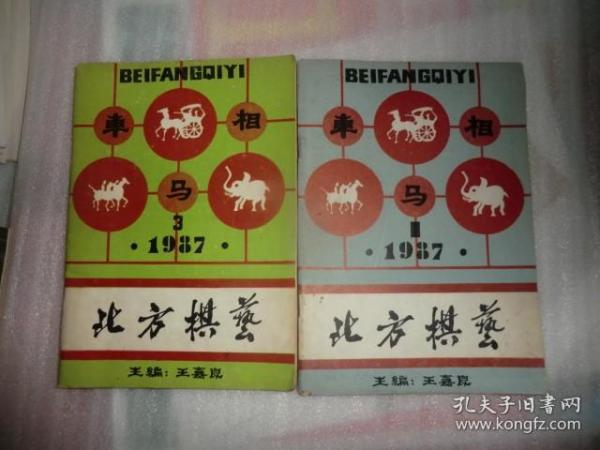 BEIFANGQIYI
車
相
马
3
·1987·
北方棋藝
主编：王嘉良
BEIFANGQIYI
車
相
马
1
·1987·
北方棋藝
主编：王嘉良
孔夫子旧書网
www.kongfz.com